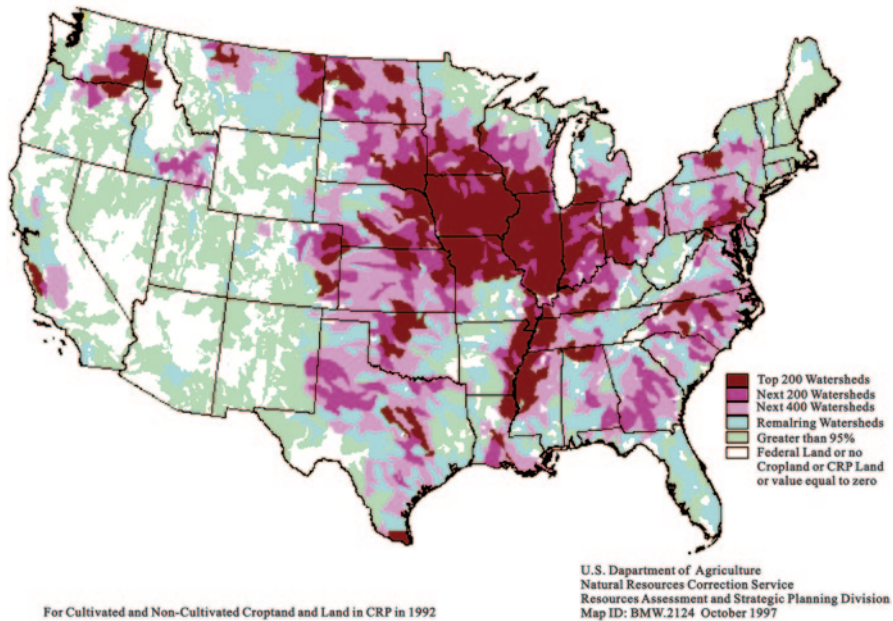 Top 200 Watersheds
Next 200 Watersheds
Next 400 Watersheds
Remalring Watersheds
Greater than 95%
Federal Land or no
Cropland or CRP Land
or value equal to zero
U.S. Dapartment of Agriculture
Natural Resources Correction Service
Resources Assessment and Strategic Planning Division
For Cultivated and Non-Cultivated Croptand and Land in CRP in 1992
Map ID: BMW.2124 October 1997